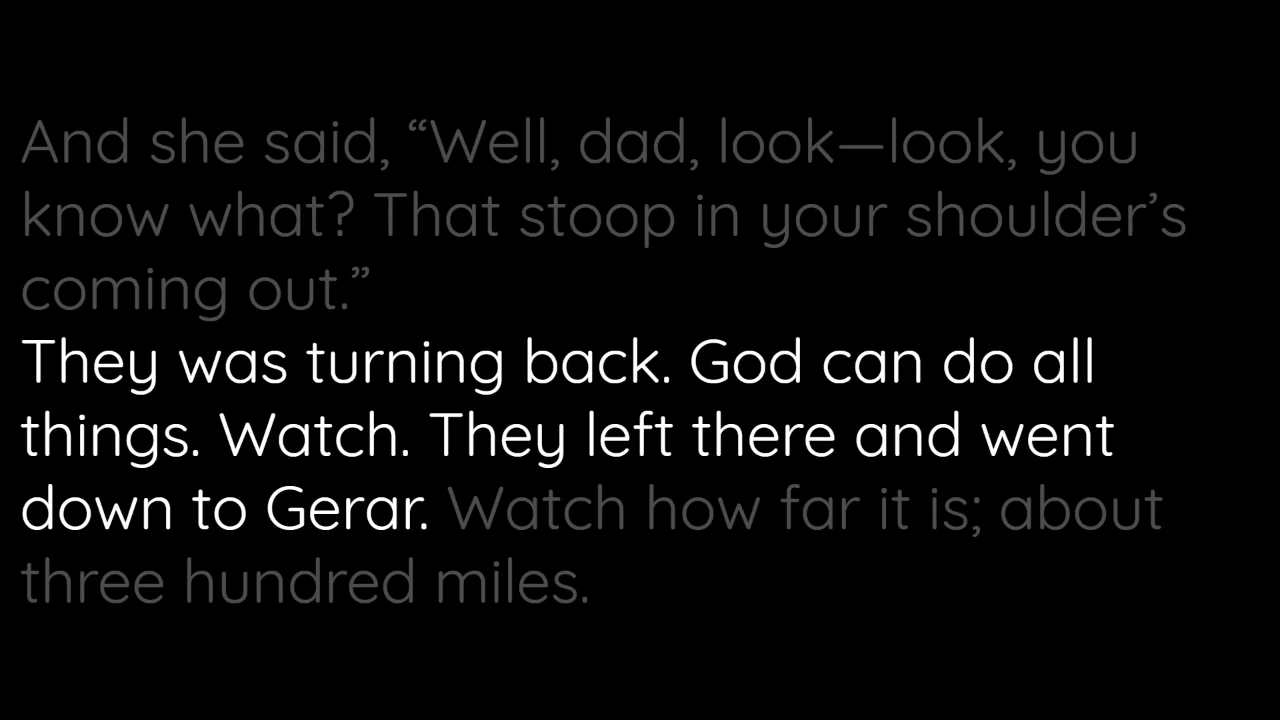 And she said, “Well, dad, look—look, you
know what? That stoop in your shoulder’s
coming out.”
They was turning back. God can do all
things. Watch. They left there and went
down to Gerar. Watch how far it is; about
three hundred miles.